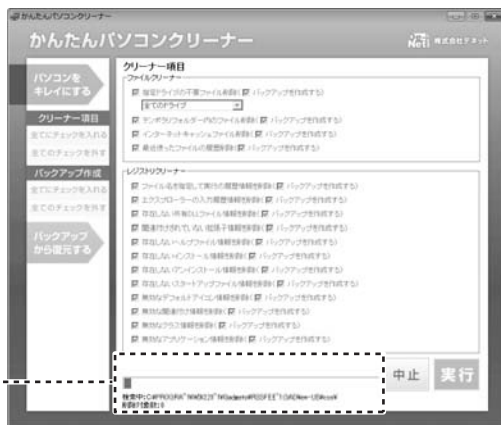 かんたんパソコンクリーナー
かんたんパソコンクリーナー
Net! 株式会社デネット
パソコンを
キレイにする
クリーナー項目
全てにチェックを入れる
全てのチェックを外す
バックアップ作成
全てにチェックを入れる
全てのチェックを外す
バックアップ
から復元する
クリーナー項目
ファイルクリーナー
指定ドライブの不要ファイル削除( バックアップを作成する)
全てのドライブ
テンポラリフォルダー内のファイル削除( バックアップを作成する)
インターネットキャッシュファイル削除( バックアップを作成する)
最近使ったファイルの履歴削除( バックアップを作成する)
レジストリクリーナー
ファイル名を指定して実行の履歴情報を削除( バックアップを作成する)
エクスプローラーの入力履歴情報を削除( バックアップを作成する)
存在しない共有DLLファイル情報を削除( バックアップを作成する)
関連付けされていない拡張子情報を削除( バックアップを作成する)
存在しないヘルプファイル情報を削除( バックアップを作成する)
存在しないインストール情報を削除( バックアップを作成する)
存在しないアンインストール情報を削除( バックアップを作成する)
存在しないスタートアップファイル情報を削除( バックアップを作成する)
無効なデフォルトアイコン情報を削除( バックアップを作成する)
無効な関連付け情報を削除( バックアップを作成する)
無効なクラス情報を削除( バックアップを作成する)
無効なアプリケーション情報を削除( バックアップを作成する)
中止
実行
検索中:
削除対象数:8